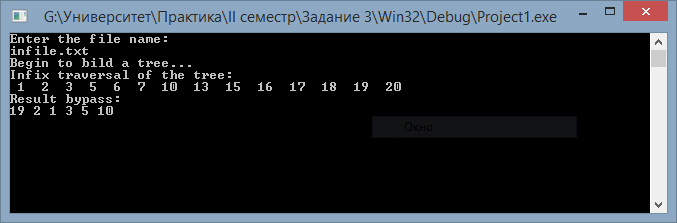 G:\Университет\Практика\II семестр\Задание 3\Win32\Debug\Project1.exe
Enter the file name:
infile.txt
Begin to bild a tree...
Infix traversal of the tree:
1 2 3 5 6 7 10 13 15 16 17 18 19 20
Result bypass:
19 2 1 3 5 10
Окно